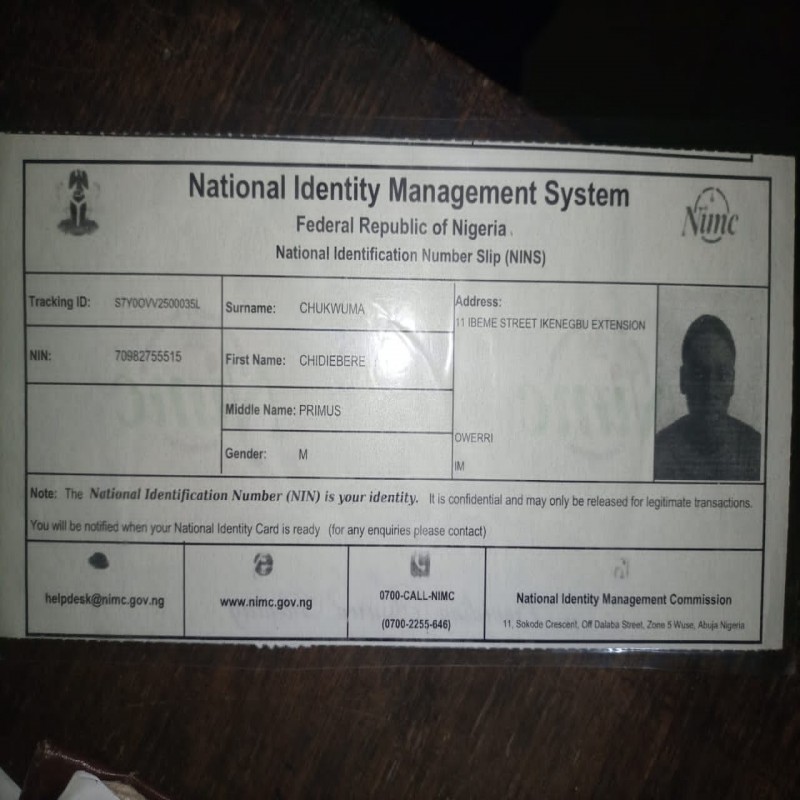 National Identity Management System
Federal Republic of Nigeria
National Identification Number Slip (NINS)
Nimc
Tracking ID: S7Y0OVV2500035L
Surname: CHUKWUMA
Address:
11 IBEME STREET IKENEGBU EXTENSION
NIN: 70982755515
First Name: CHIDIEBERE
Middle Name: PRIMUS
OWERRI
Gender: M
IM
Note: The National Identification Number (NIN) is your identity. It is confidential and may only be released for legitimate transactions.
You will be notified when your National Identity Card is ready (for any enquiries please contact)
helpdesk@nimc.gov.ng
www.nimc.gov.ng
0700-CALL-NIMC
(0700-2255-646)
National Identity Management Commission
11, Sokode Crescent, Off Dalaba Street, Zone 5 Wuse, Abuja Nigeria